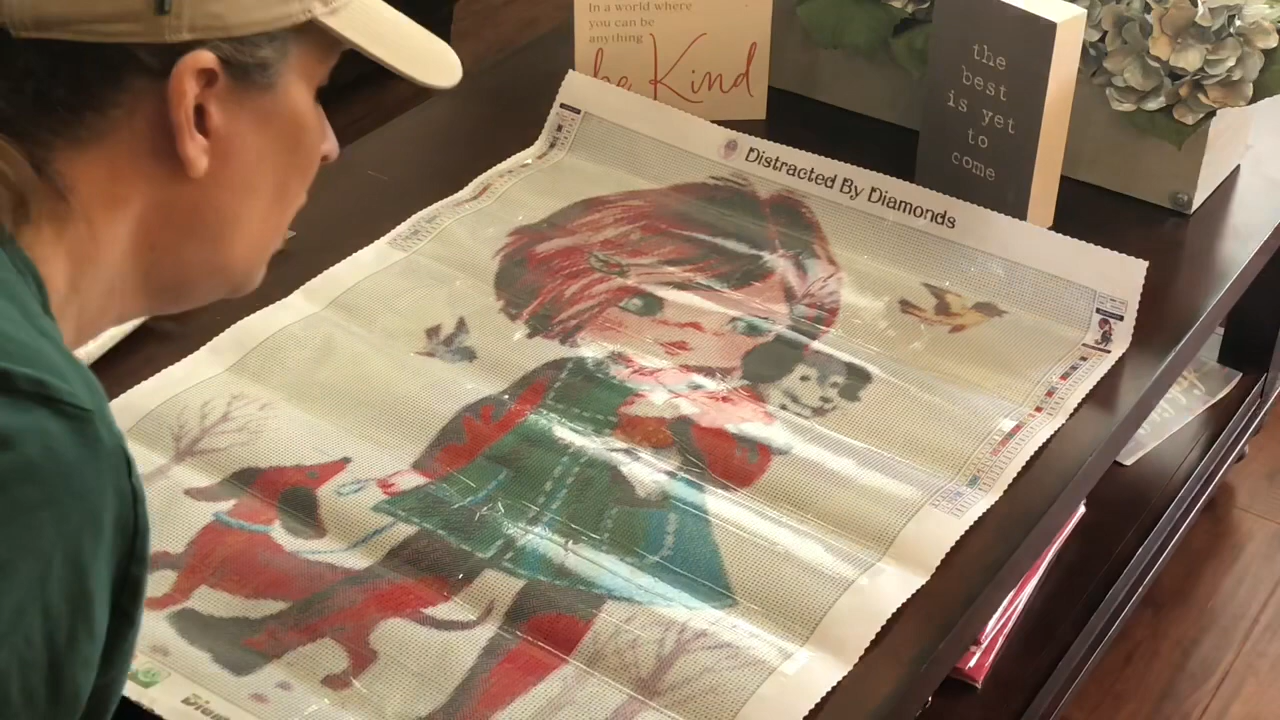 In a world where
you can be
anything
be Kind
the
best
is yet
to
come
Distracted By Diamonds